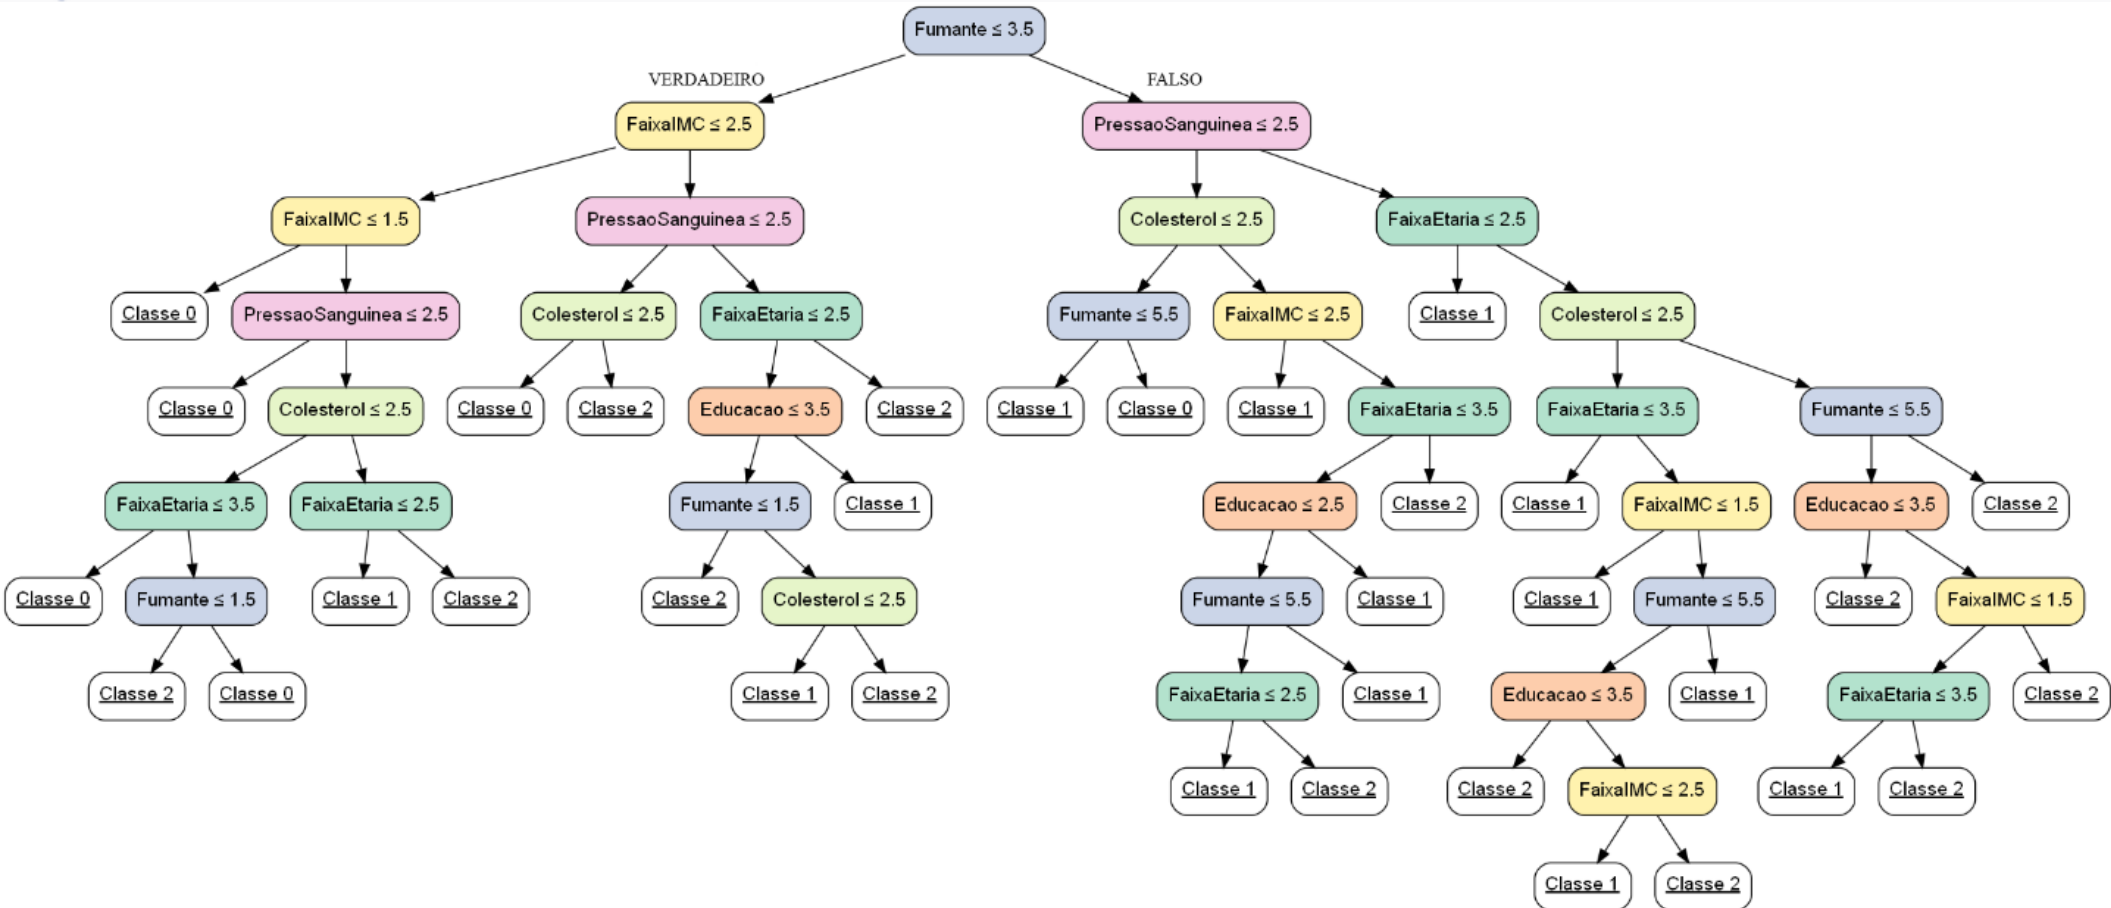 Fumante ≤ 3.5
VERDADEIRO
FALSO
FaixaIMC ≤ 2.5
PressaoSanguinea ≤ 2.5
FaixaIMC ≤ 1.5
PressaoSanguinea ≤ 2.5
Colesterol ≤ 2.5
FaixaEtaria ≤ 2.5
Classe 0
PressaoSanguinea ≤ 2.5
Colesterol ≤ 2.5
FaixaEtaria ≤ 2.5
Fumante ≤ 5.5
FaixaIMC ≤ 2.5
Classe 1
Colesterol ≤ 2.5
Classe 0
Colesterol ≤ 2.5
Classe 0
Classe 2
Educacao ≤ 3.5
Classe 2
Classe 1
Classe 0
Classe 1
FaixaEtaria ≤ 3.5
FaixaEtaria ≤ 3.5
Fumante ≤ 5.5
FaixaEtaria ≤ 3.5
FaixaEtaria ≤ 2.5
Fumante ≤ 1.5
Classe 1
Educacao ≤ 2.5
Classe 2
Classe 1
FaixaIMC ≤ 1.5
Educacao ≤ 3.5
Classe 2
Classe 0
Fumante ≤ 1.5
Classe 1
Classe 2
Classe 2
Colesterol ≤ 2.5
Fumante ≤ 5.5
Classe 1
Classe 1
Fumante ≤ 5.5
Classe 2
FaixaIMC ≤ 1.5
Classe 2
Classe 0
Classe 1
Classe 2
FaixaEtaria ≤ 2.5
Classe 1
Educacao ≤ 3.5
Classe 1
FaixaEtaria ≤ 3.5
Classe 2
Classe 1
Classe 2
Classe 2
FaixaIMC ≤ 2.5
Classe 1
Classe 2
Classe 1
Classe 2